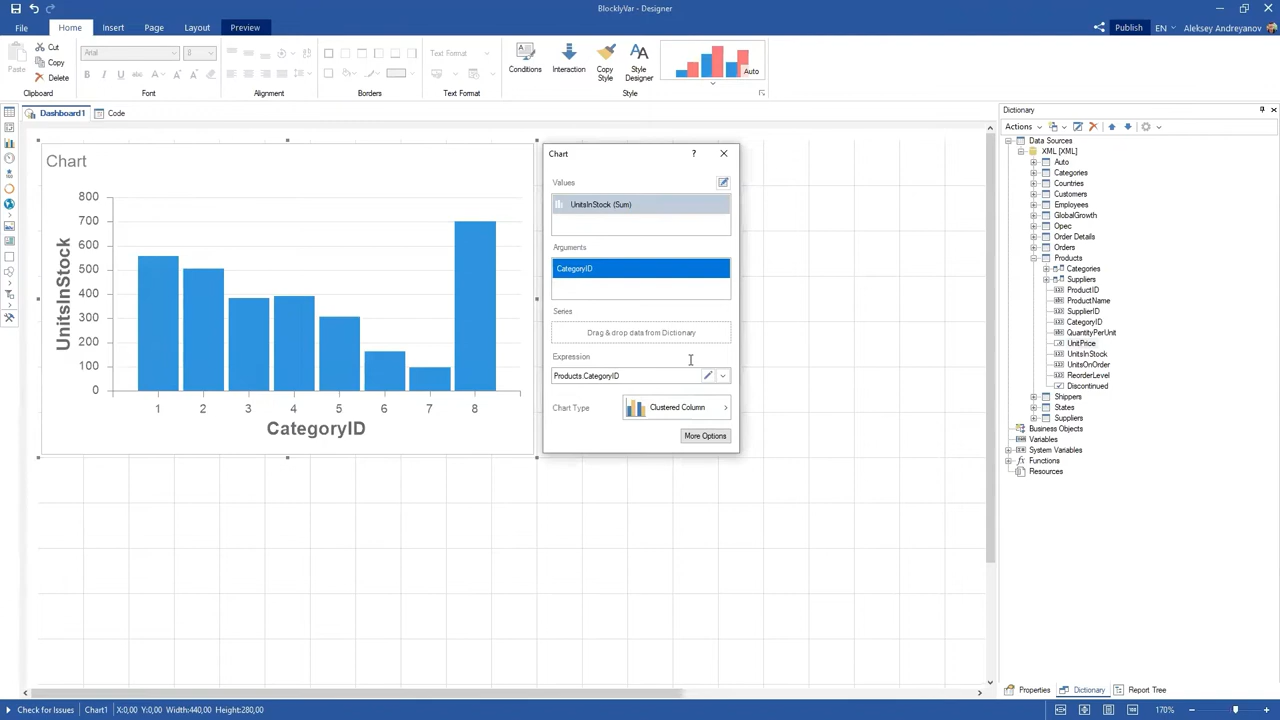 BlocklyVar - Designer
File
Home
Insert
Page
Layout
Preview
Publish
EN
Aleksey Andreyanov
Paste
Cut
Copy
Delete
Clipboard
Arial
8
Font
Alignment
Borders
Text Format
Text Format
Conditions
Interaction
Copy
Style
Style
Designer
Auto
Style
Dashboard1
Code
Chart
UnitsInStock
800
700
600
500
400
300
200
100
0
1 2 3 4 5 6 7 8
CategoryID
Chart
?
Values
UnitsInStock (Sum)
Arguments
CategoryID
Series
Drag & drop data from Dictionary
Expression
Products.CategoryID
Chart Type
Clustered Column
More Options
Dictionary
Actions
Data Sources
XML [XML]
Auto
Categories
Countries
Customers
Employees
GlobalGrowth
Opec
Order Details
Orders
Products
Categories
Suppliers
ProductID
ProductName
SupplierID
CategoryID
QuantityPerUnit
UnitPrice
UnitsInStock
UnitsOnOrder
ReorderLevel
Discontinued
Shippers
States
Suppliers
Business Objects
Variables
System Variables
Functions
Resources
Properties
Dictionary
Report Tree
Check for Issues
Chart1
X:0,00 Y:0,00 Width:440,00 Height:280,00
170%